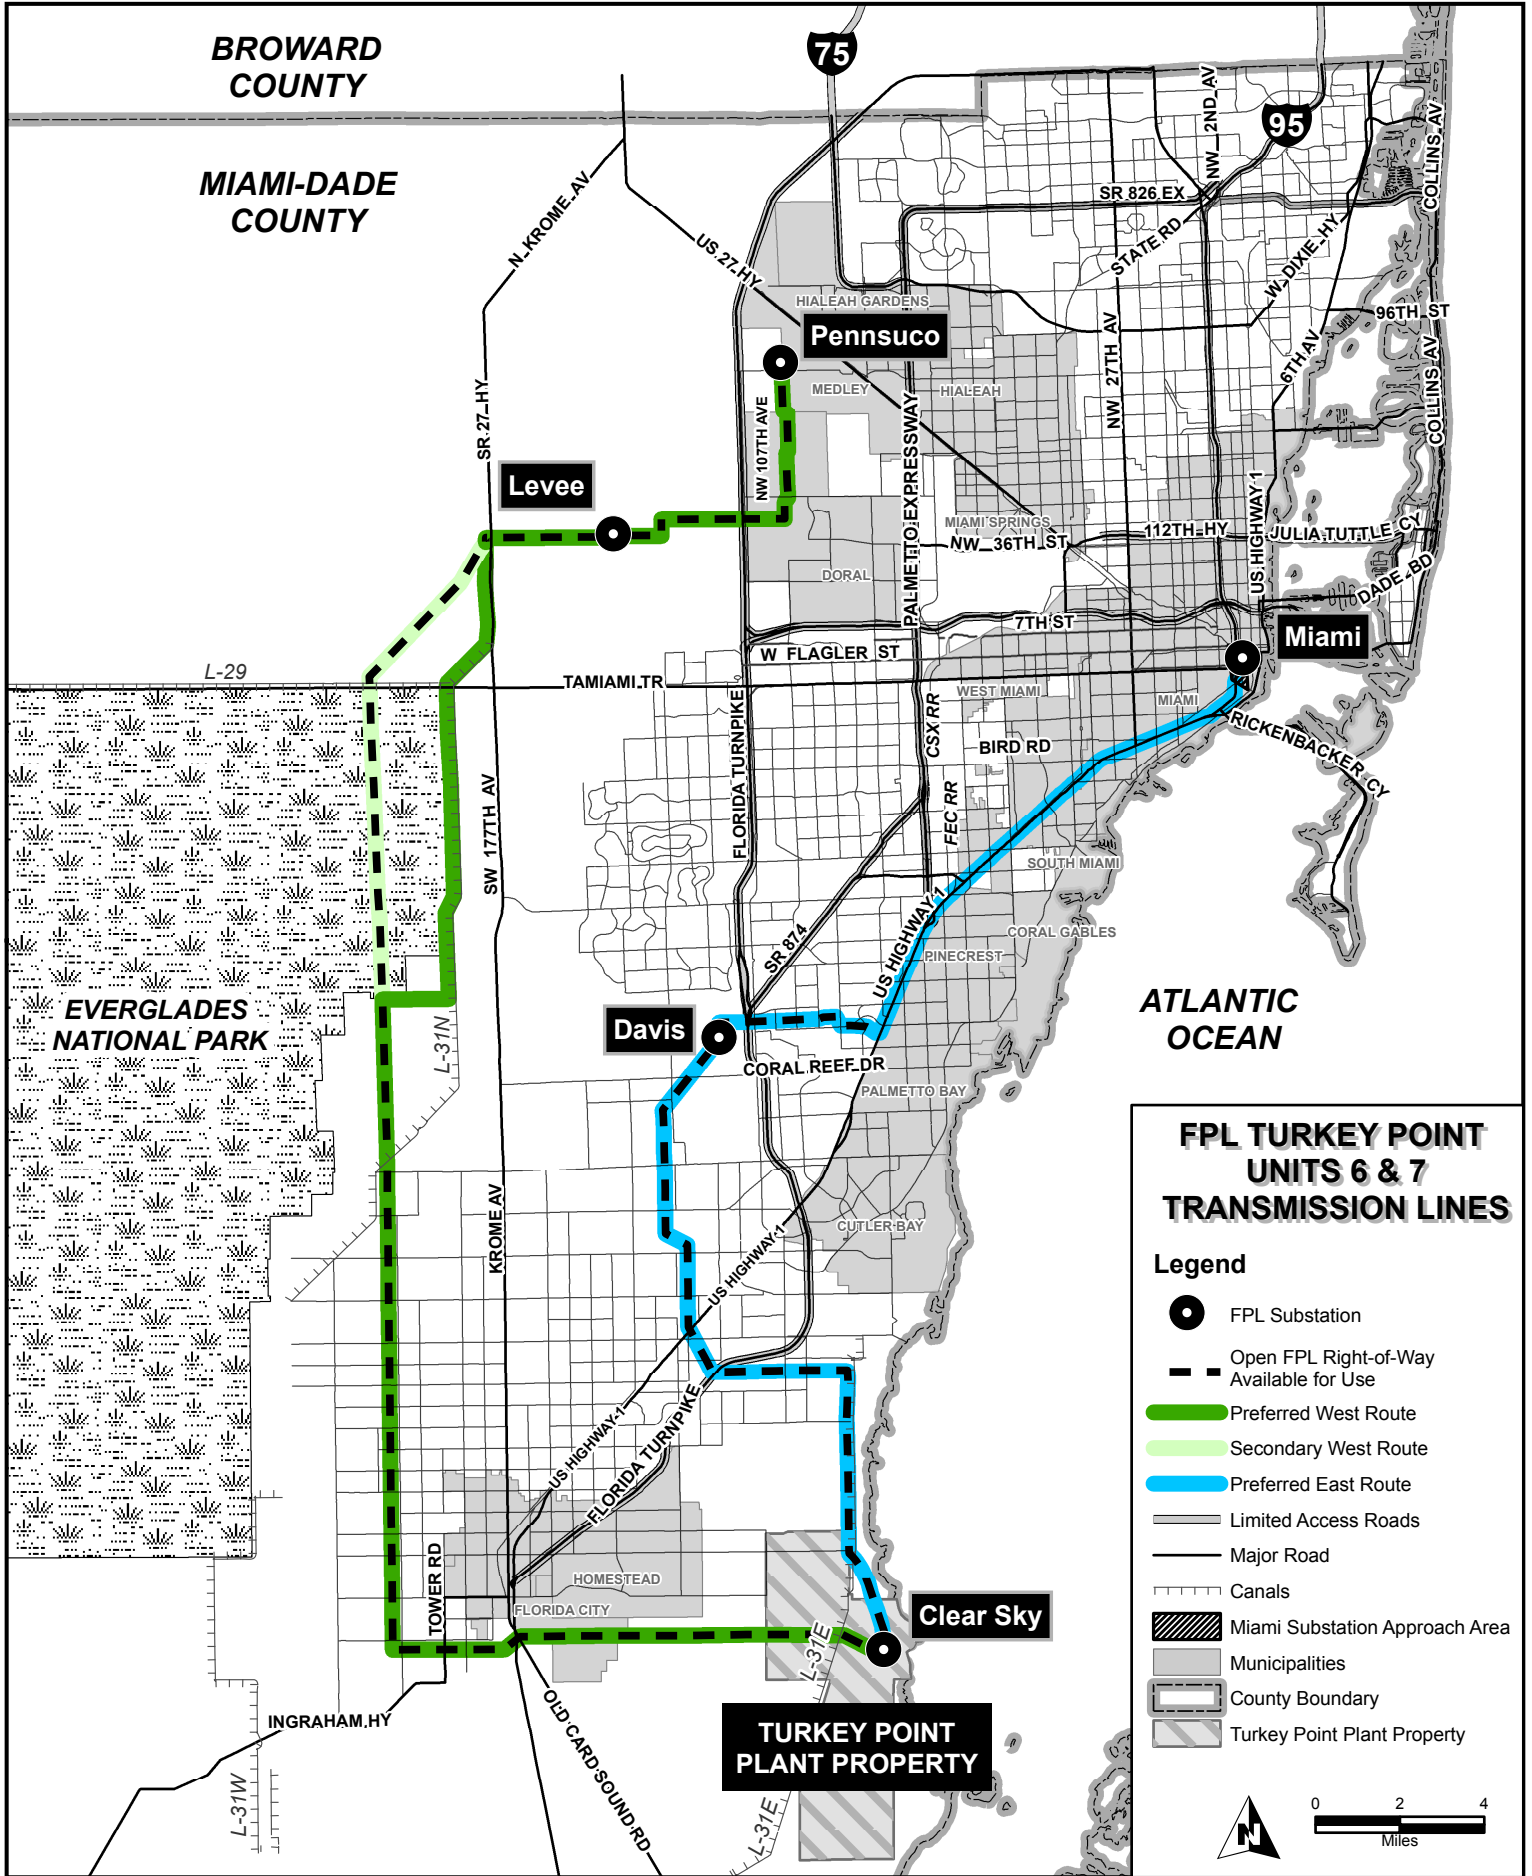 BROWARD
COUNTY
75
NW 2ND AV
95
COLLINS AV
MIAMI-DADE
COUNTY
N KROME AV
SR 826 EX
STATE RD
US 27 HY
W DIXIE HY
HIALEAH GARDENS
96TH ST
Pennsuco
NW 27TH AV
6TH AV
COLLINS AV
SR 27 HY
MEDLEY
HIALEAH
NW 107TH AVE
PALMETTO EXPRESSWAY
Levee
US HIGHWAY 1
MIAMI SPRINGS
NW 36TH ST
112TH HY
JULIA TUTTLE CY
DORAL
DADE BD
7TH ST
Miami
W FLAGLER ST
L-29
TAMIAMI TR
WEST MIAMI
MIAMI
FLORIDA TURNPIKE
CSX RR
BIRD RD
RICKENBACKER CY
SW 177TH AV
FEC RR
SOUTH MIAMI
US HIGHWAY 1
CORAL GABLES
SR 874
PINECREST
EVERGLADES
NATIONAL PARK
ATLANTIC
OCEAN
L-31N
Davis
CORAL REEF DR
PALMETTO BAY
KROME AV
CUTLER BAY
US HIGHWAY 1
US HIGHWAY 1
FLORIDA TURNPIKE
TOWER RD
HOMESTEAD
FLORIDA CITY
Clear Sky
L-31E
INGRAHAM HY
OLD CARD SOUND RD
TURKEY POINT
PLANT PROPERTY
L-31W
L-31E
FPL TURKEY POINT
UNITS 6 & 7
TRANSMISSION LINES
Legend
FPL Substation
Open FPL Right-of-Way
Available for Use
Preferred West Route
Secondary West Route
Preferred East Route
Limited Access Roads
Major Road
Canals
Miami Substation Approach Area
Municipalities
County Boundary
Turkey Point Plant Property
N
0 2 4
Miles